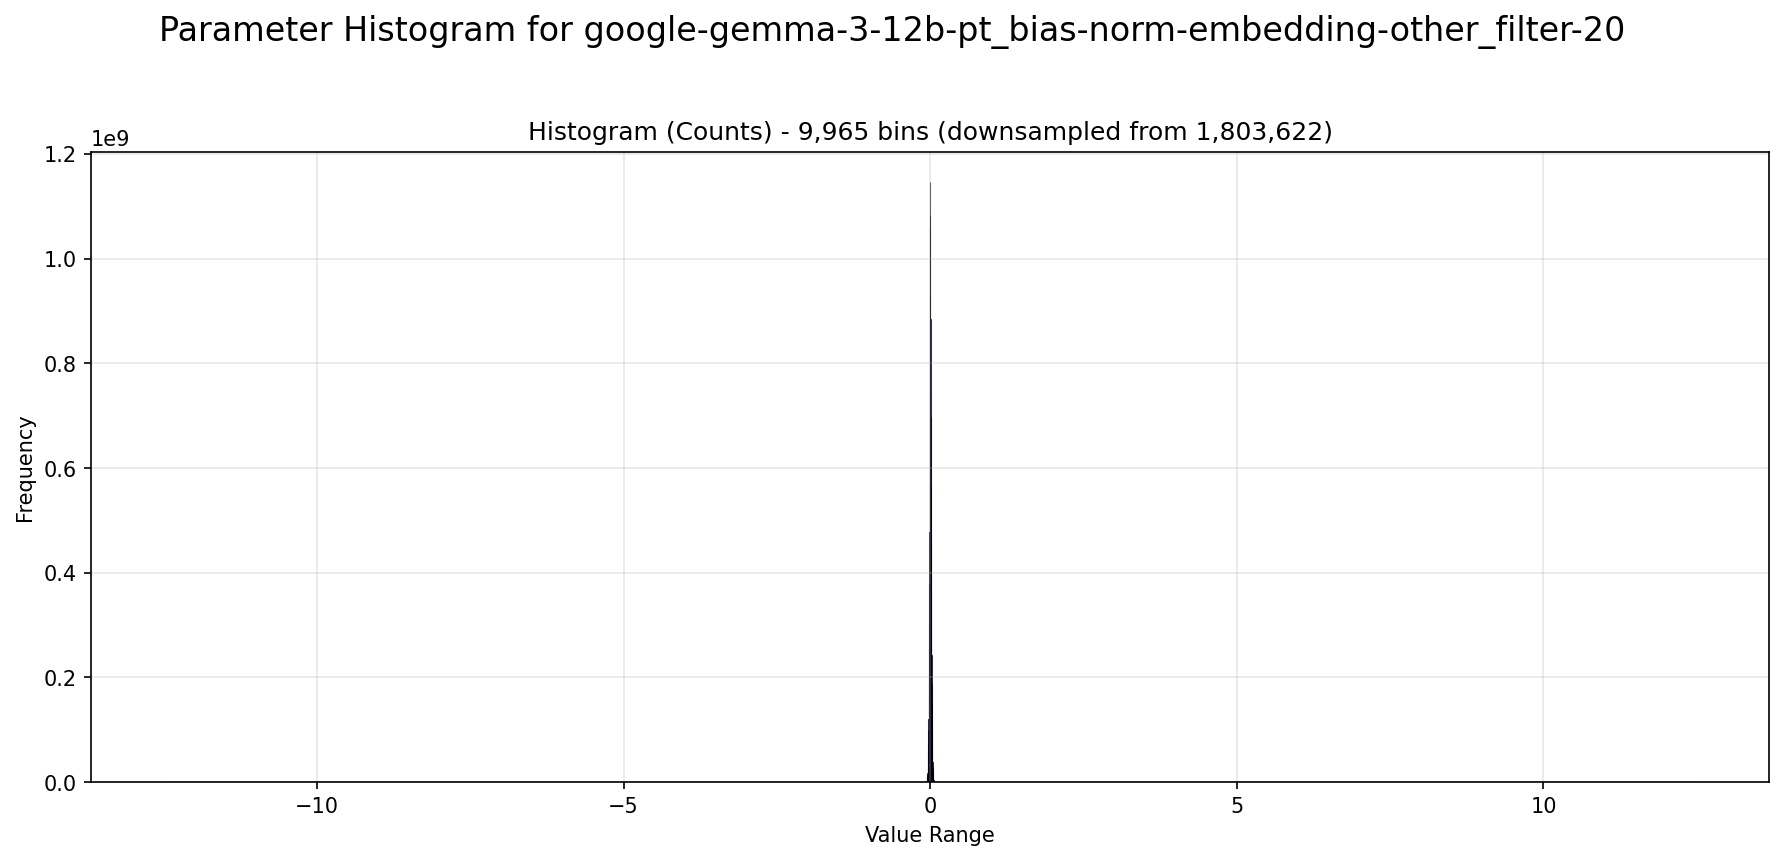 Parameter Histogram for google-gemma-3-12b-pt_bias-norm-embedding-other_filter-20
Histogram (Counts) - 9,965 bins (downsampled from 1,803,622)
1e9
1.2
1.0
0.8
0.6
0.4
0.2
0.0
Frequency
−10
−5
0
5
10
Value Range